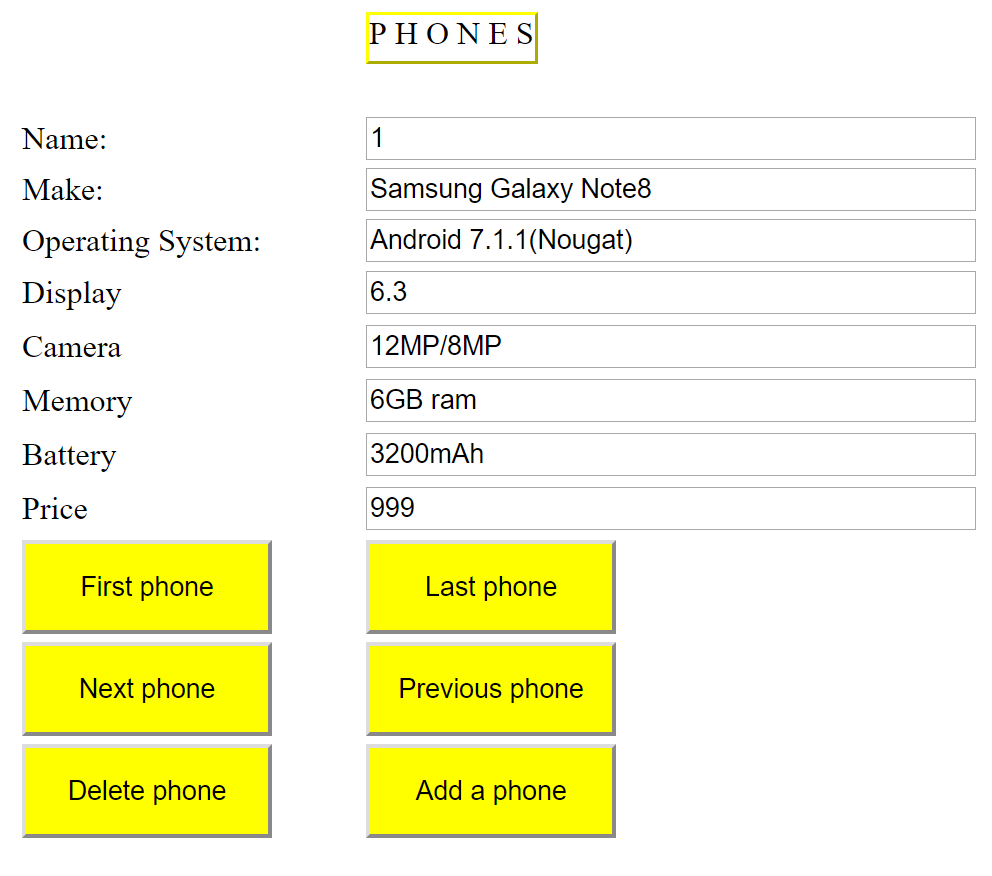 P H O N E S
Name: 1
Make: Samsung Galaxy Note8
Operating System: Android 7.1.1(Nougat)
Display 6.3
Camera 12MP/8MP
Memory 6GB ram
Battery 3200mAh
Price 999
First phone Last phone
Next phone Previous phone
Delete phone Add a phone